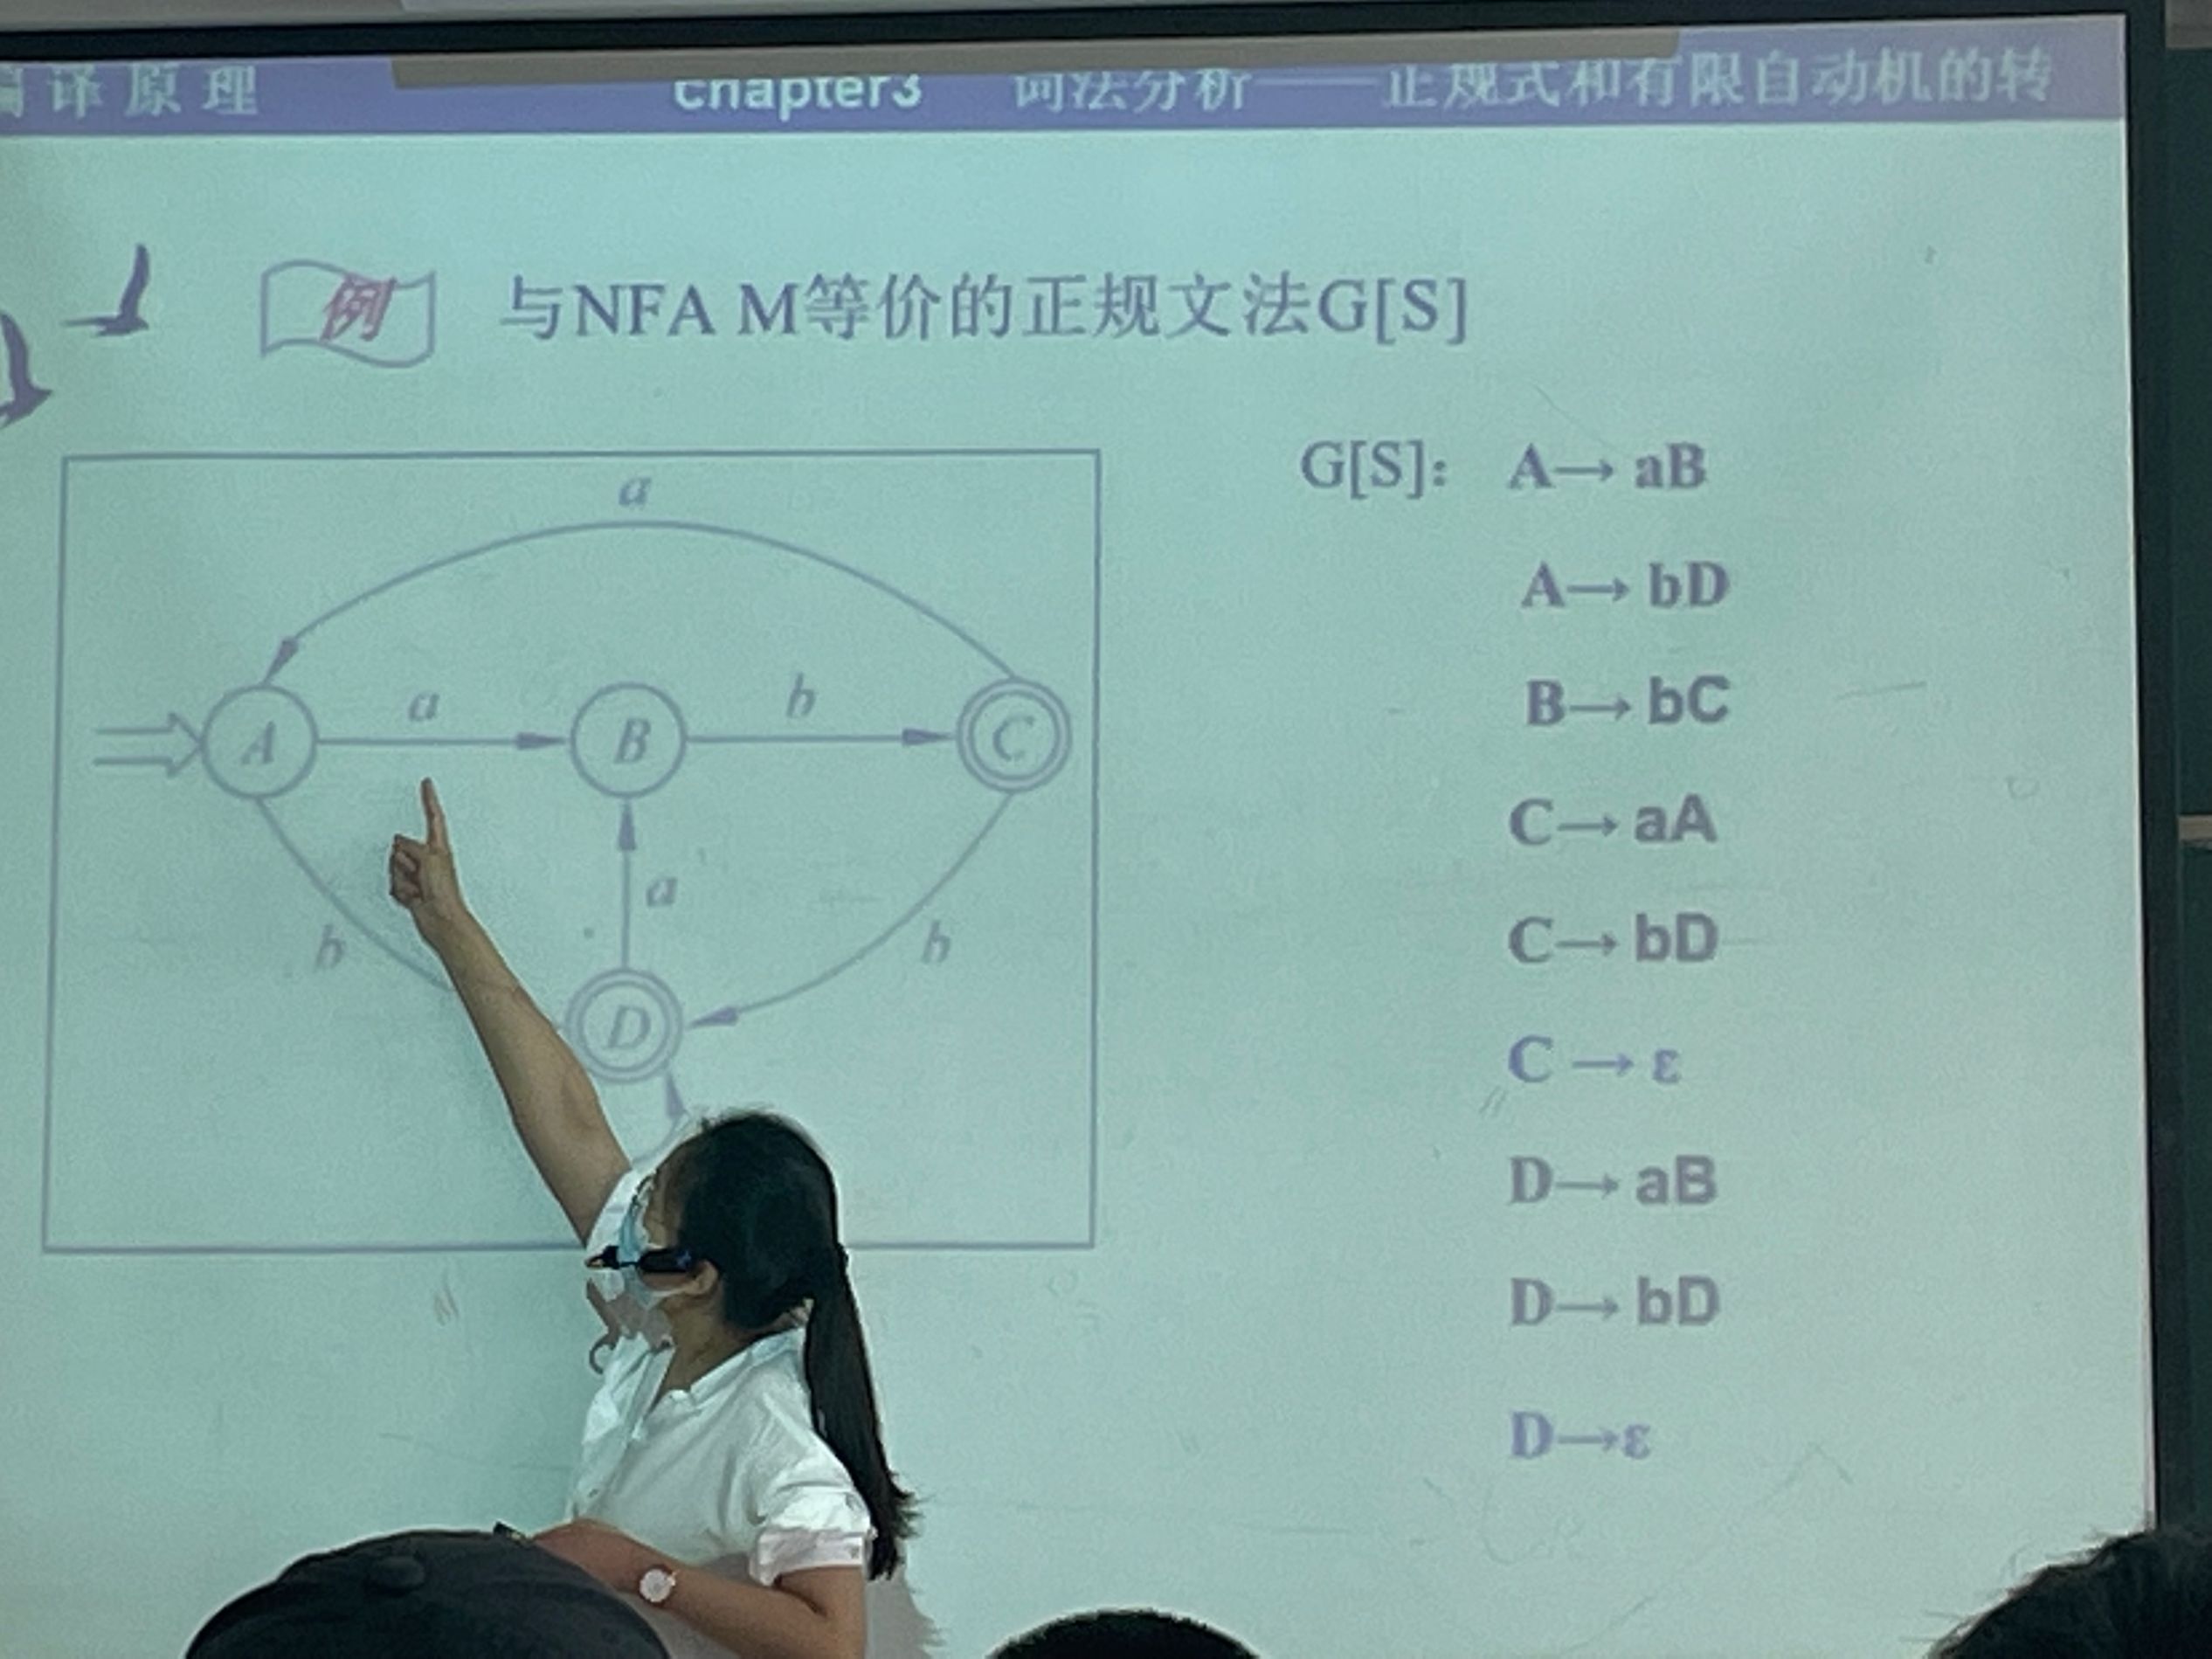 编译原理 chapter3 词法分析——正规式和有限自动机的转
例 与NFA M等价的正规文法G[S]
G[S]: A→ aB
A→ bD
B→ bC
C→ aA
C→ bD
C → ε
D→ aB
D→ bD
D→ε
a
A a B b C
b a b
D